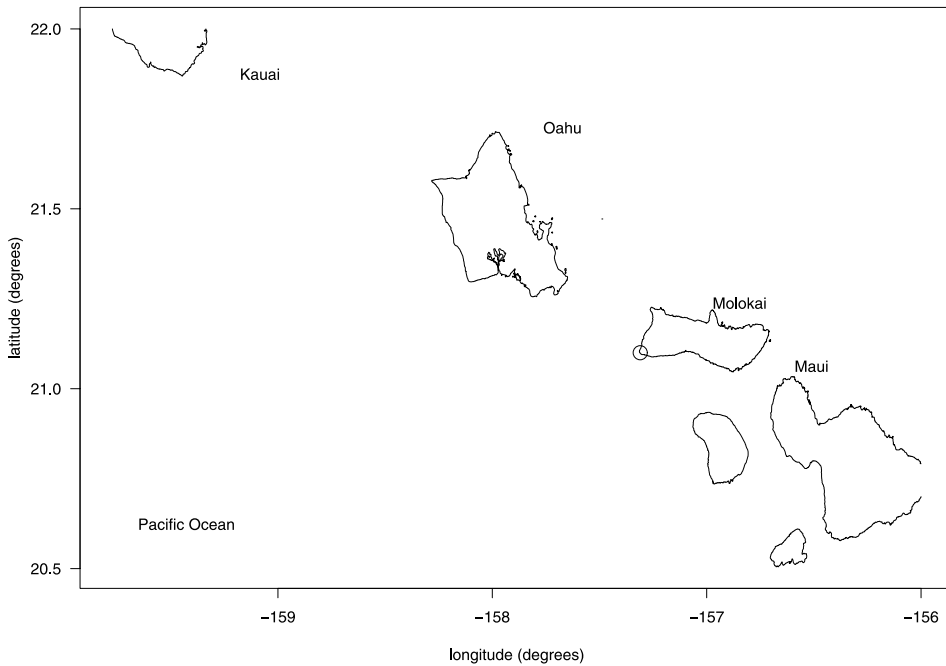 22.0
Kauai
Oahu
21.5
latitude (degrees)
Molokai
Maui
21.0
Pacific Ocean
20.5
−159
−158
−157
−156
longitude (degrees)